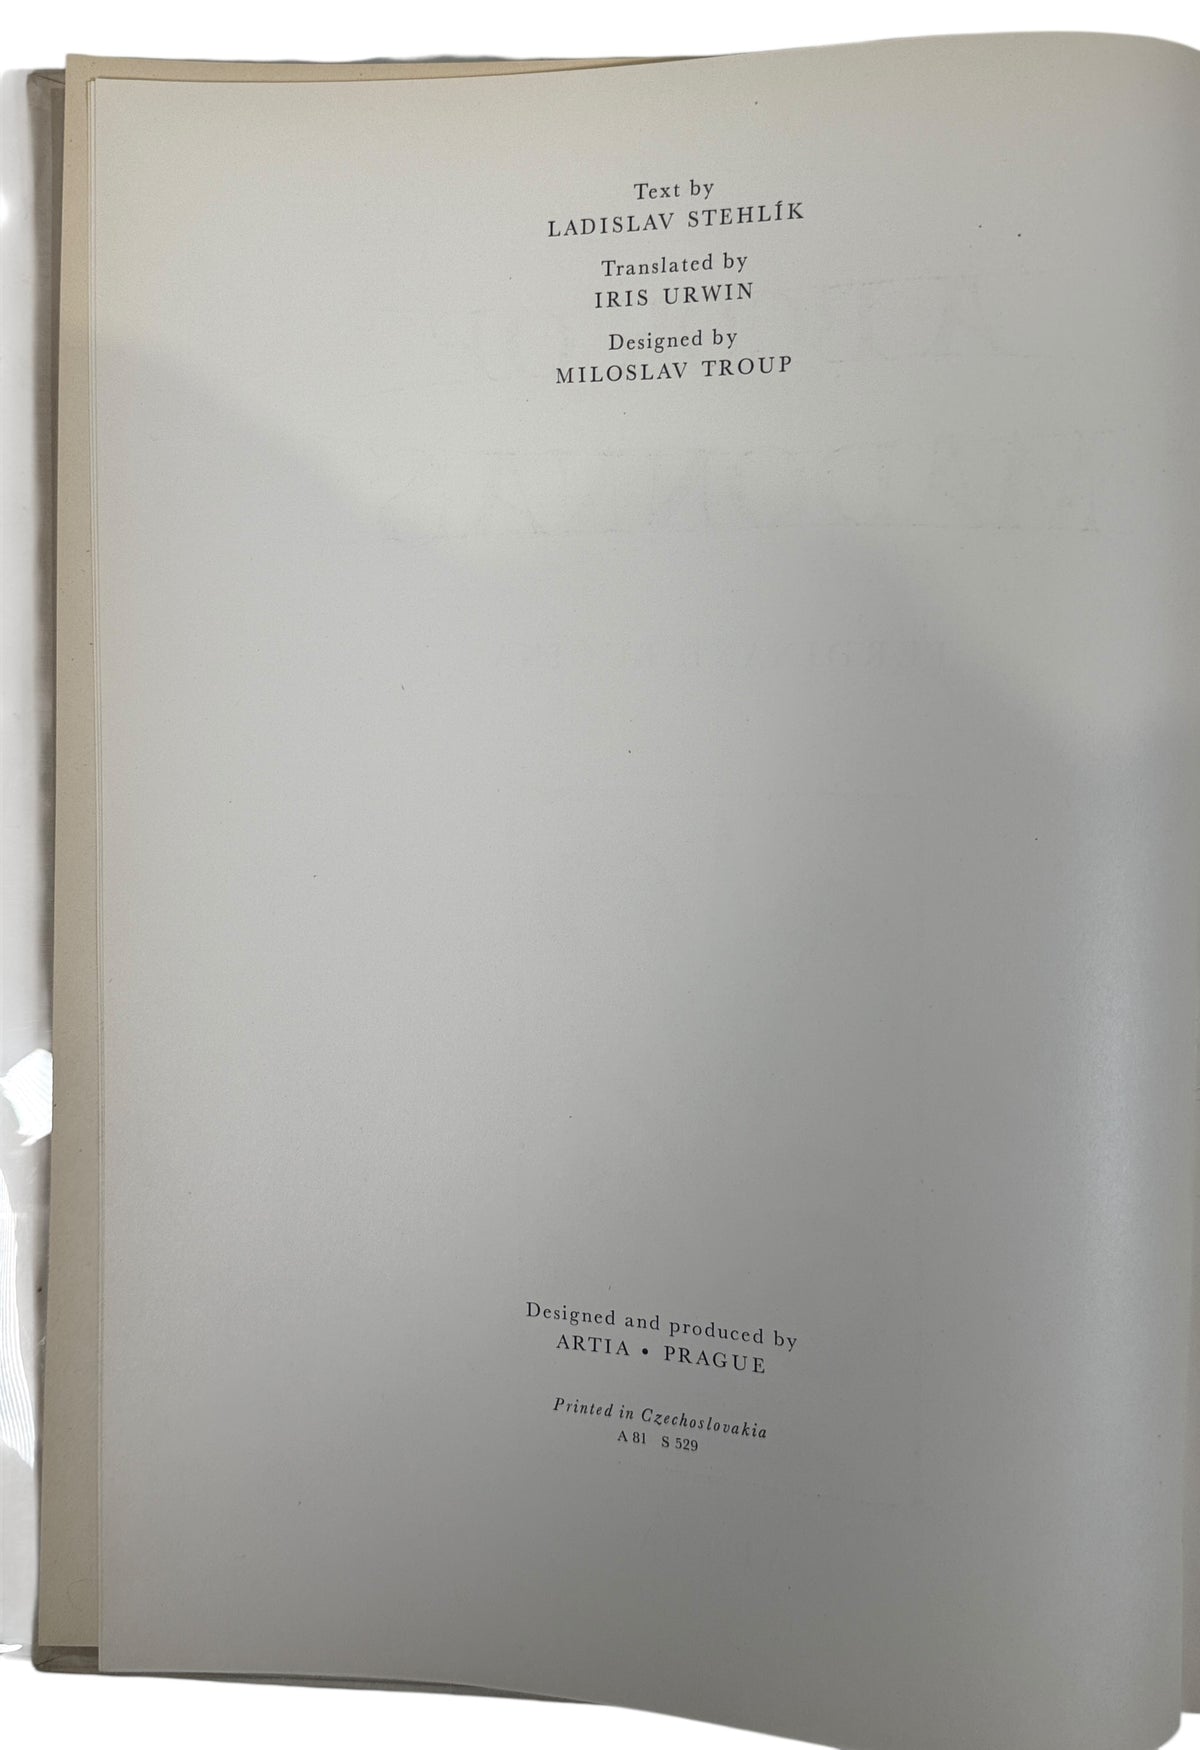 Text by
LADISLAV STEHLÍK
Translated by
IRIS URWIN
Designed by
MILOSLAV TROUP
Designed and produced by
ARTIA • PRAGUE
Printed in Czechoslovakia
A 81 S 529